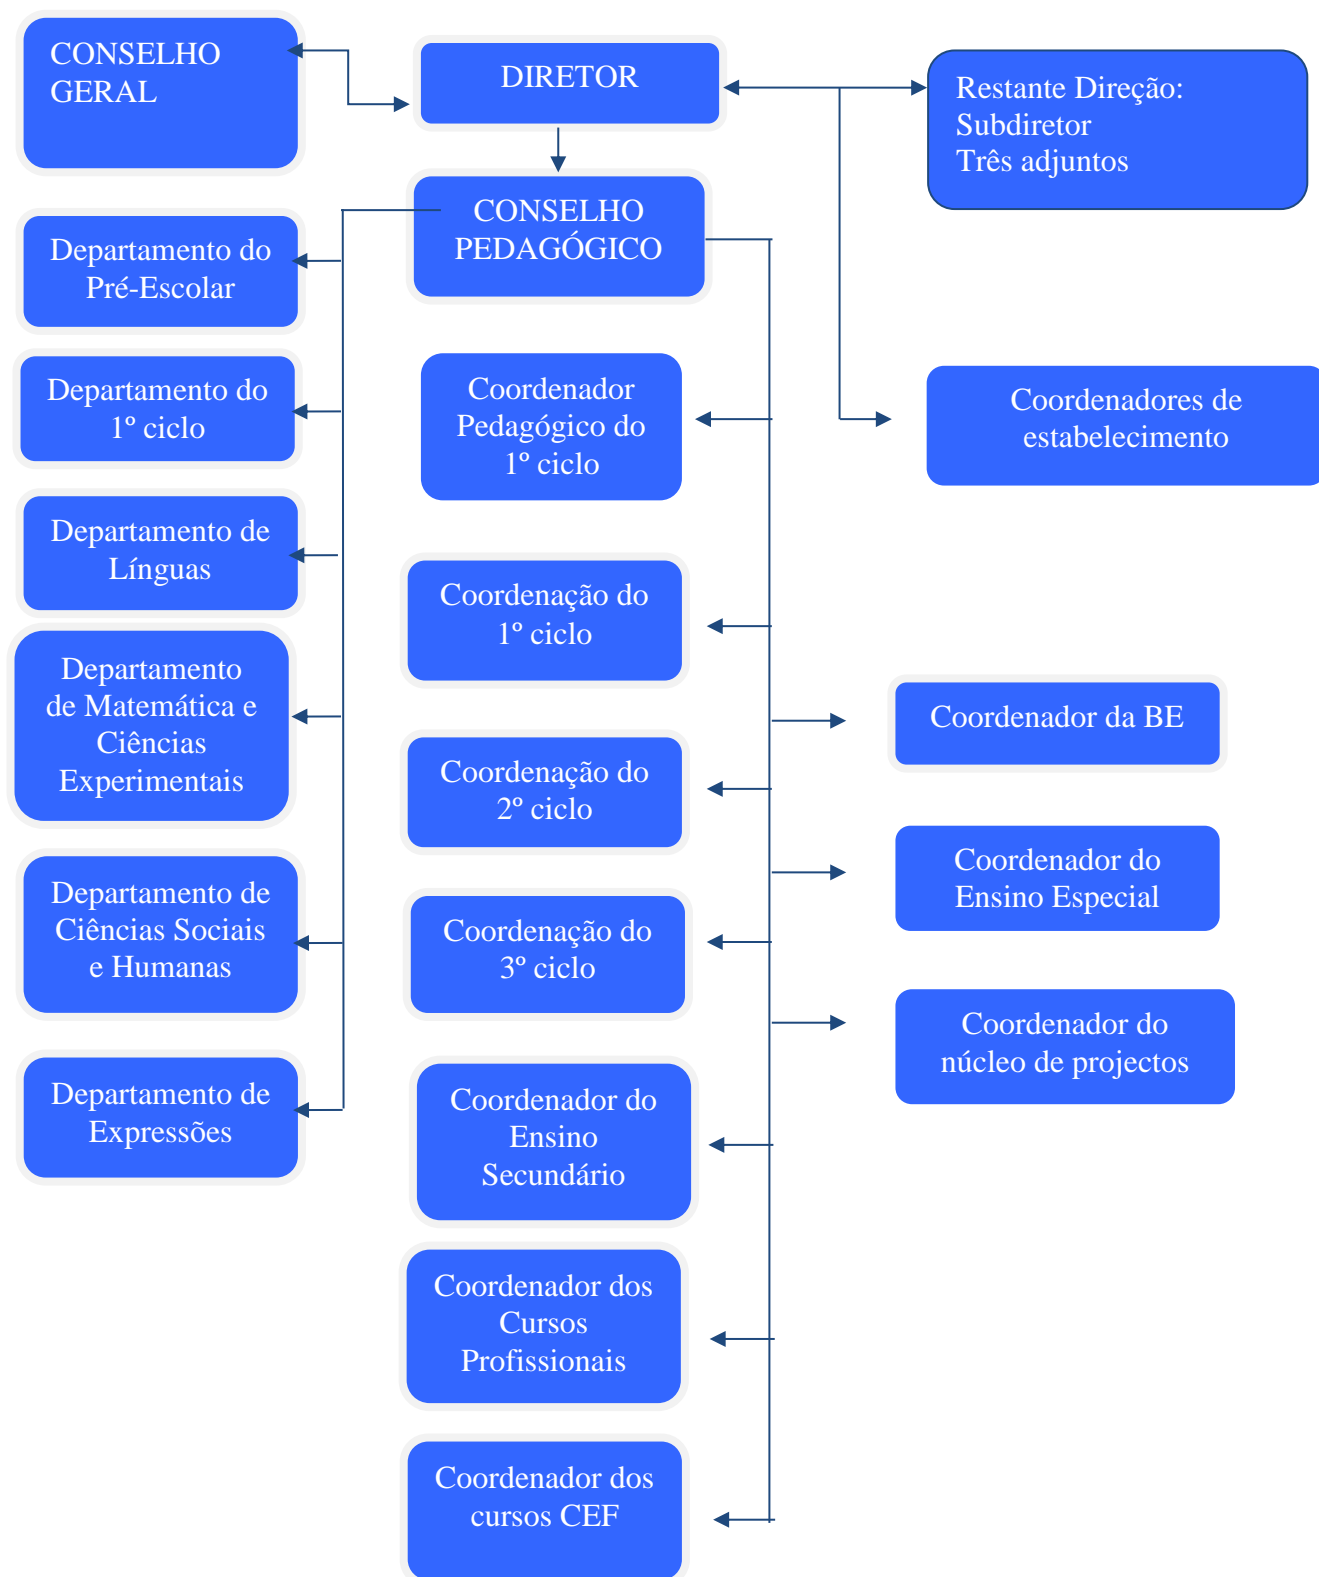 CONSELHO
GERAL
DIRETOR
Restante Direção:
Subdiretor
Três adjuntos
CONSELHO
PEDAGÓGICO
Departamento do
Pré-Escolar
Departamento do
1º ciclo
Departamento de
Línguas
Departamento
de Matemática e
Ciências
Experimentais
Departamento de
Ciências Sociais
e Humanas
Departamento de
Expressões
Coordenador
Pedagógico do
1º ciclo
Coordenação do
1º ciclo
Coordenação do
2º ciclo
Coordenação do
3º ciclo
Coordenador do
Ensino
Secundário
Coordenador dos
Cursos
Profissionais
Coordenador dos
cursos CEF
Coordenadores de
estabelecimento
Coordenador da BE
Coordenador do
Ensino Especial
Coordenador do
núcleo de projectos